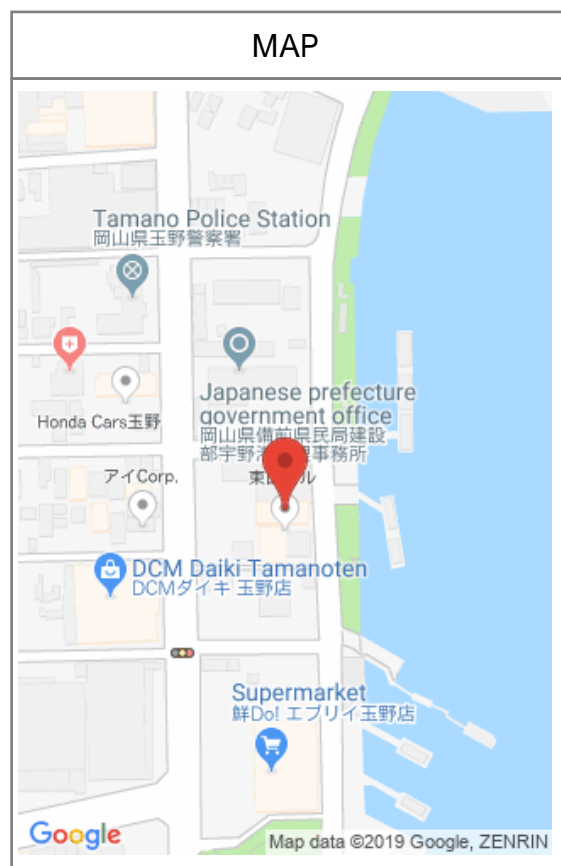 MAP
Tamano Police Station
岡山県玉野警察署
Japanese prefecture
government office
岡山県備前県民局建設
部宇野
理事務所
Honda Cars玉野
アイCorp.
ル
DCM Daiki Tamanoten
DCMダイキ 玉野店
Supermarket
鮮Do! エブリイ玉野店
Google
Map data ©2019 Google, ZENRIN